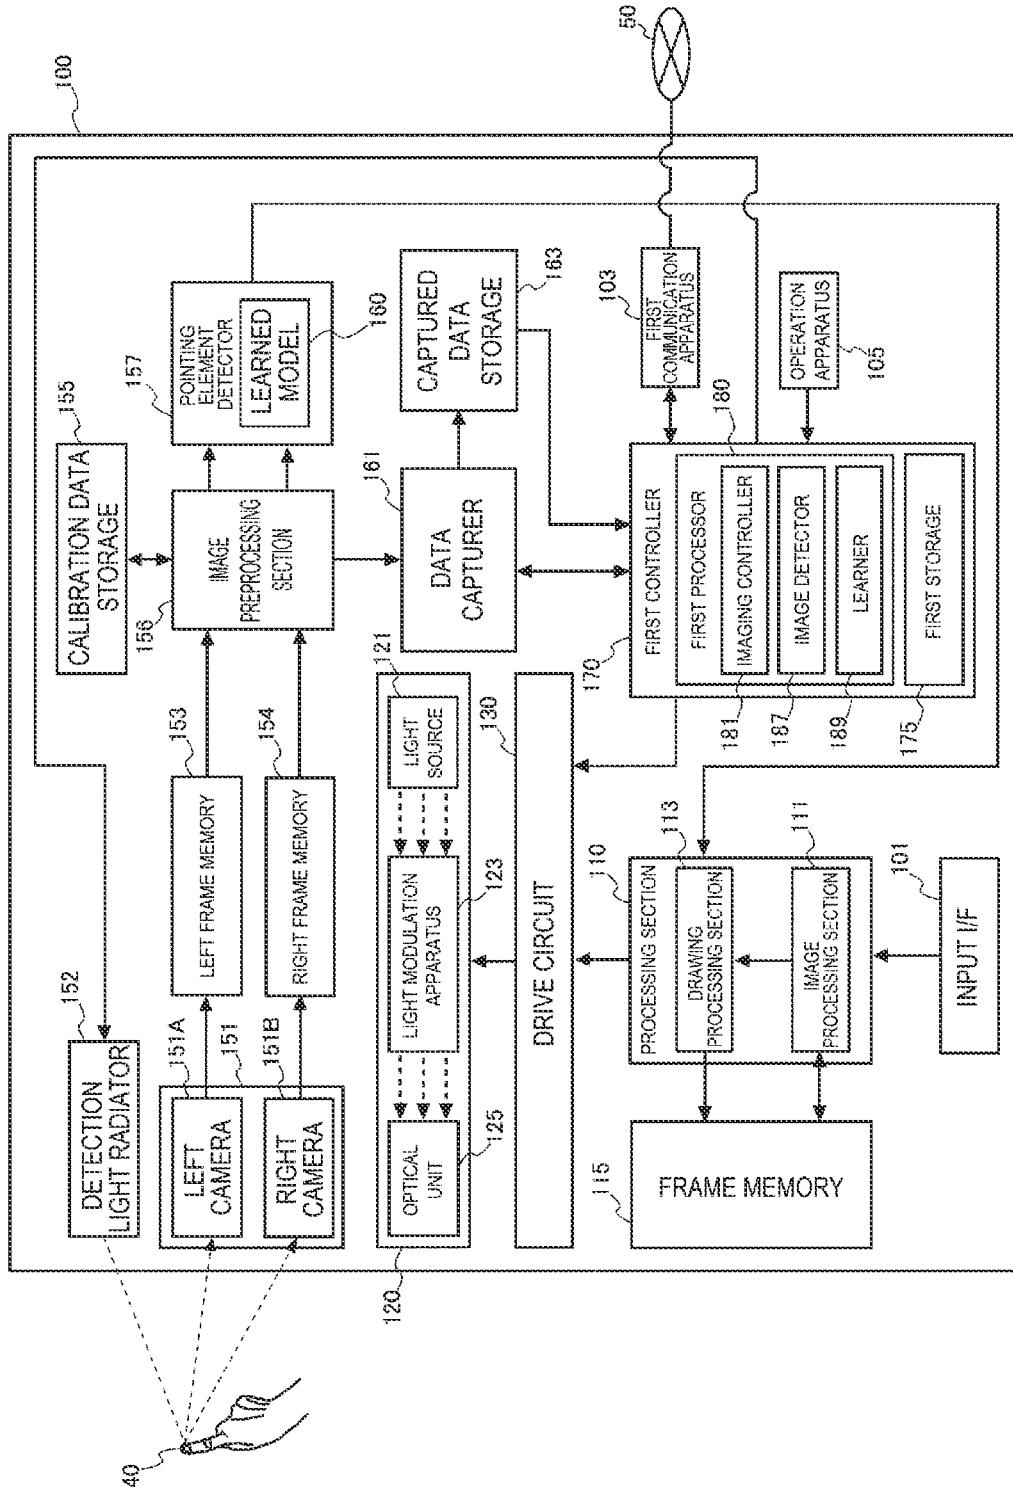 100
50
40
152
DETECTION
LIGHT RADIATOR
151A
LEFT
CAMERA
151
151B
RIGHT
CAMERA
153
LEFT FRAME MEMORY
154
RIGHT FRAME MEMORY
155
CALIBRATION DATA
STORAGE
156
IMAGE
PREPROCESSING
SECTION
157
POINTING
ELEMENT
DETECTOR
LEARNED
MODEL
160
161
DATA
CAPTURER
CAPTURED
DATA
STORAGE
163
120
OPTICAL
UNIT
125
LIGHT MODULATION
APPARATUS
123
121
LIGHT
SOURCE
DRIVE CIRCUIT
130
103
FIRST
COMMUNICATION
APPARATUS
OPERATION
APPARATUS
105
170
FIRST CONTROLLER
180
FIRST PROCESSOR
IMAGING CONTROLLER
181
IMAGE DETECTOR
187
LEARNER
189
FIRST STORAGE
175
110
PROCESSING SECTION
113
DRAWING
PROCESSING SECTION
111
IMAGE
PROCESSING SECTION
115
FRAME MEMORY
101
INPUT I/F